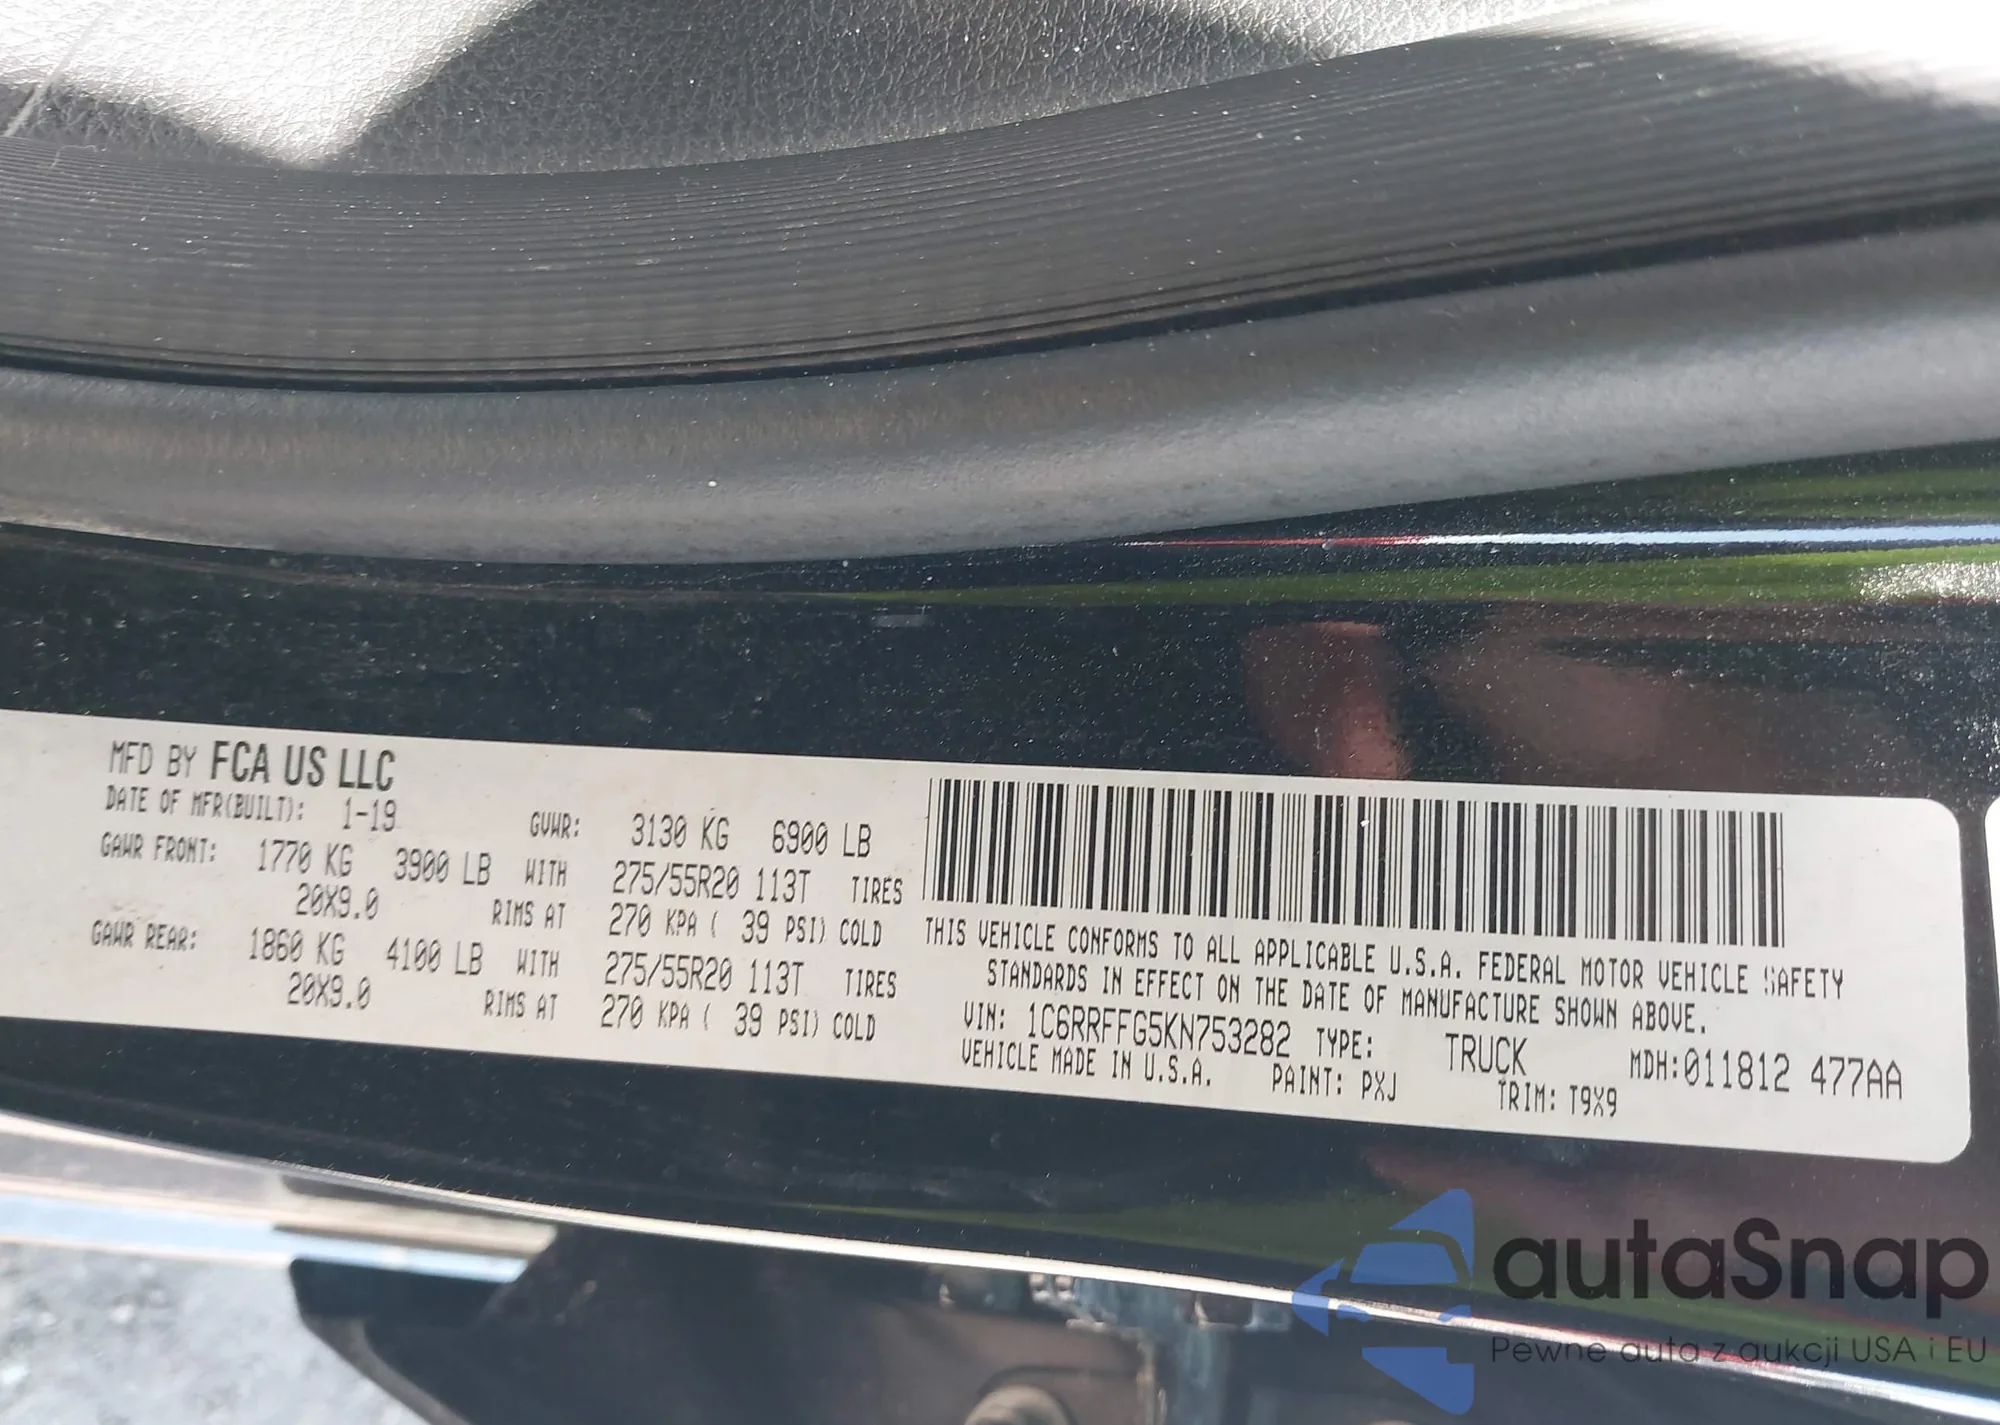 MFD BY FCA US LLC
DATE OF MFR(BUILT): 1-19 GVWR: 3130 KG 6900 LB
GAWR FRONT: 1770 KG 3900 LB WITH 275/55R20 113T TIRES
20X9.0 RIMS AT 270 KPA ( 39 PSI) COLD
GAWR REAR: 1860 KG 4100 LB WITH 275/55R20 113T TIRES
20X9.0 RIMS AT 270 KPA ( 39 PSI) COLD
THIS VEHICLE CONFORMS TO ALL APPLICABLE U.S.A. FEDERAL MOTOR VEHICLE SAFETY
STANDARDS IN EFFECT ON THE DATE OF MANUFACTURE SHOWN ABOVE.
VIN: 1C6RRFFG5KN753282 TYPE: TRUCK MDH:011812 477AA
VEHICLE MADE IN U.S.A. PAINT: PXJ TRIM: T9X9
autaSnap
Pewne auta z aukcji USA i EU